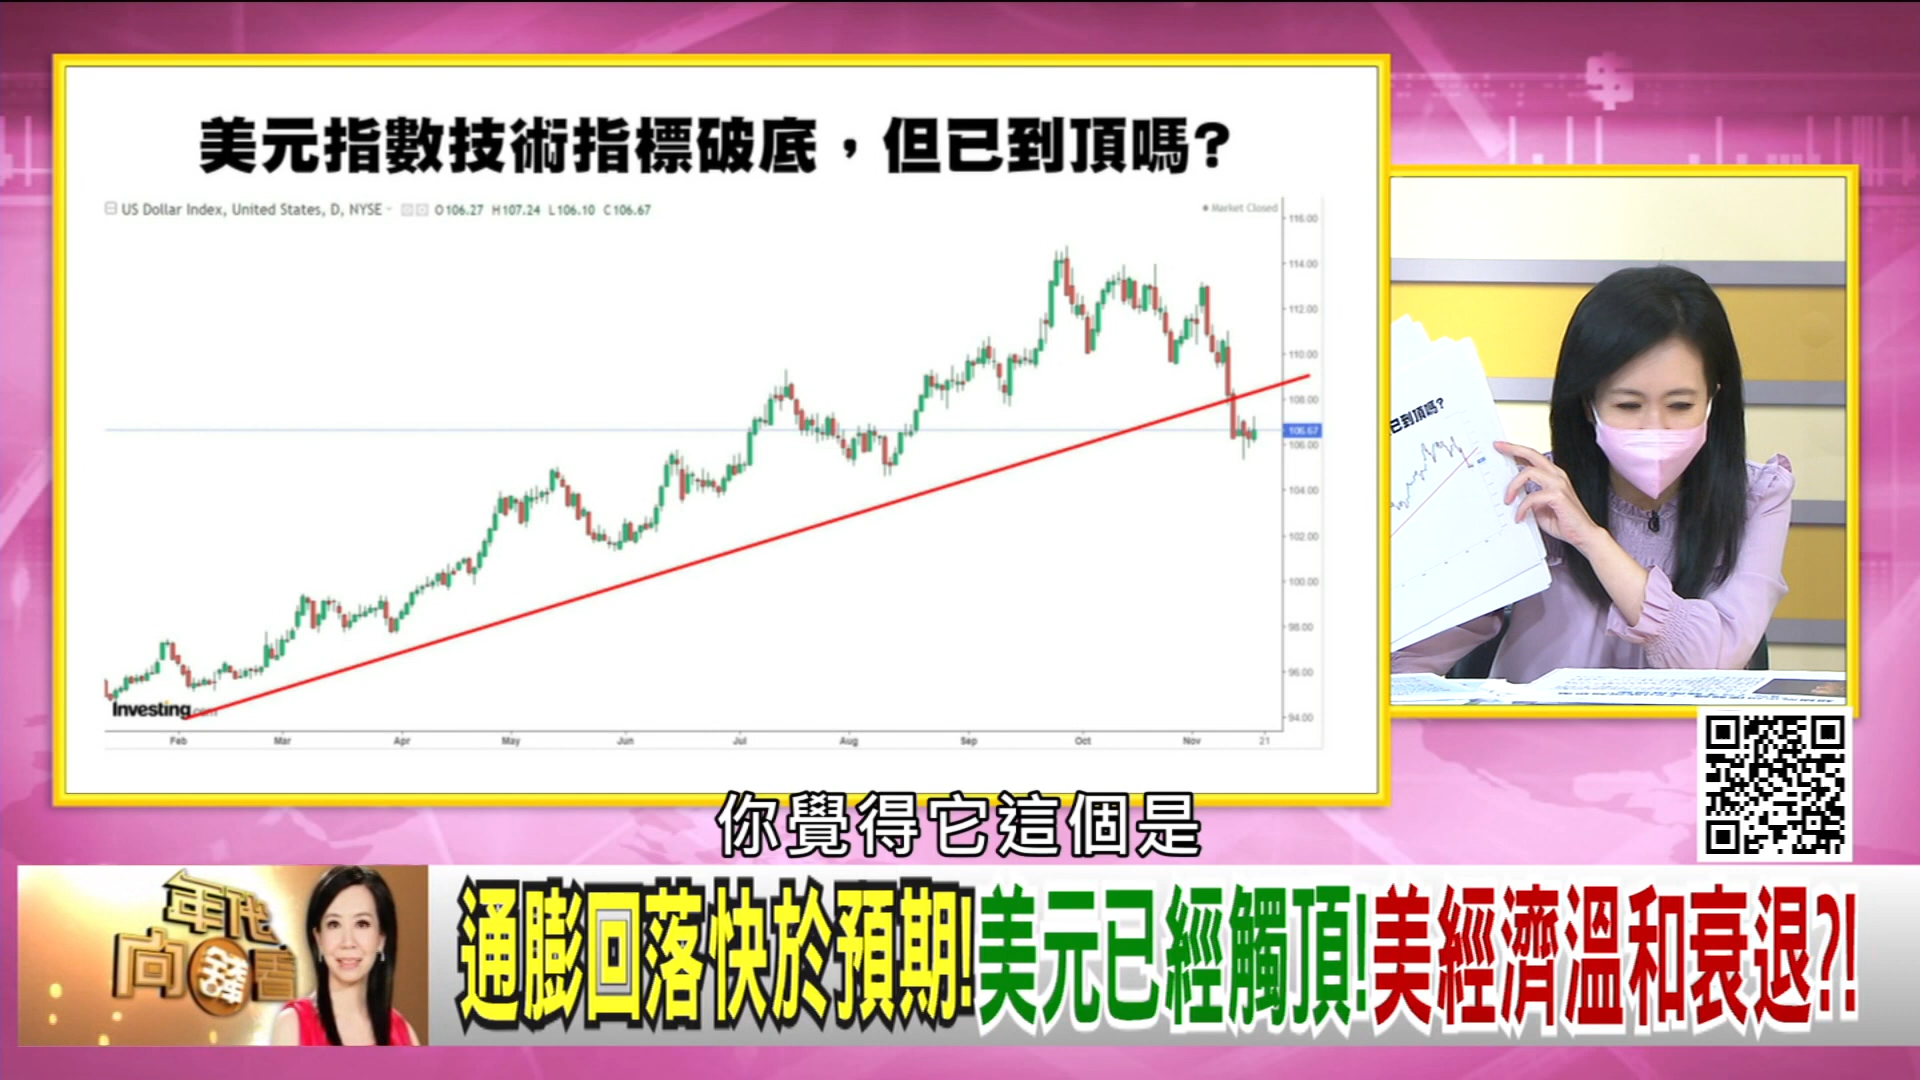 美元指數技術指標破底，但已到頂嗎?
US Dollar Index, United States, D, NYSE
O106.27 H107.24 L106.10 C106.67
Market Closed
116.00
114.00
112.00
110.00
108.00
106.67
106.00
104.00
102.00
100.00
98.00
96.00
94.00
Investing.com
Feb Mar Apr May Jun Jul Aug Sep Oct Nov 21
已到頂嗎?
你覺得它這個是
年代向錢看
通膨回落快於預期!美元已經觸頂!美經濟溫和衰退?!